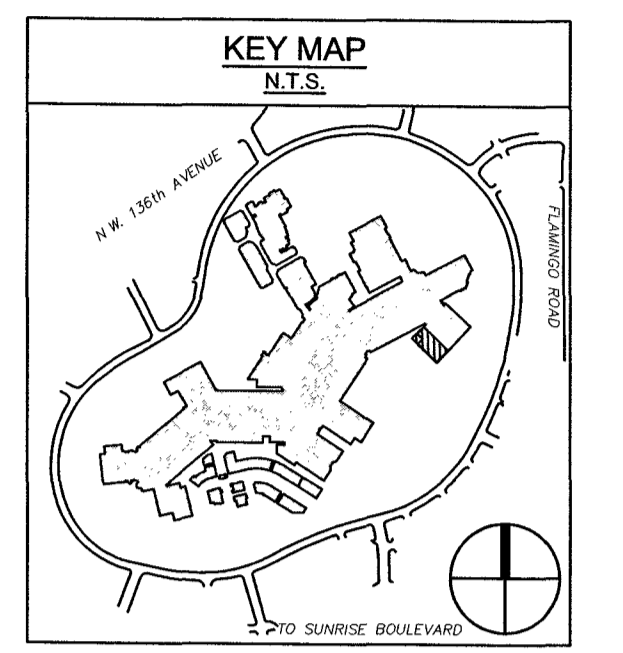 KEY MAP
N.T.S.
N.W. 136th AVENUE
FLAMINGO ROAD
TO SUNRISE BOULEVARD